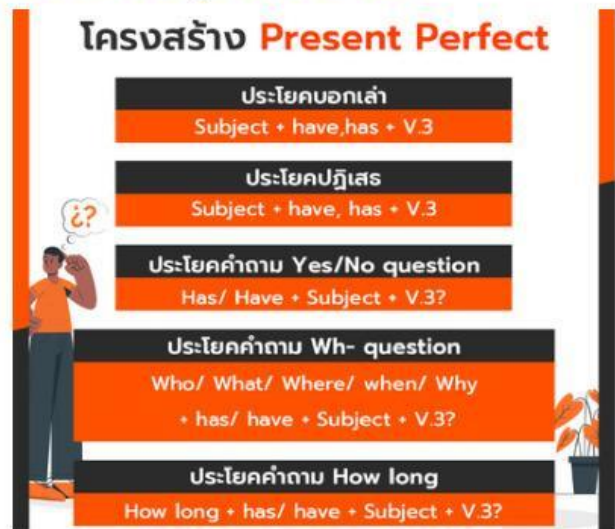 โครงสร้าง Present Perfect
ประโยคบอกเล่า
Subject + have,has + V.3
ประโยคปฏิเสธ
Subject + have, has + V.3
¿?
ประโยคคำถาม Yes/No question
Has/ Have + Subject + V.3?
ประโยคคำถาม Wh- question
Who/ What/ Where/ when/ Why
+ has/ have + Subject + V.3?
ประโยคคำถาม How long
How long + has/ have + Subject + V.3?